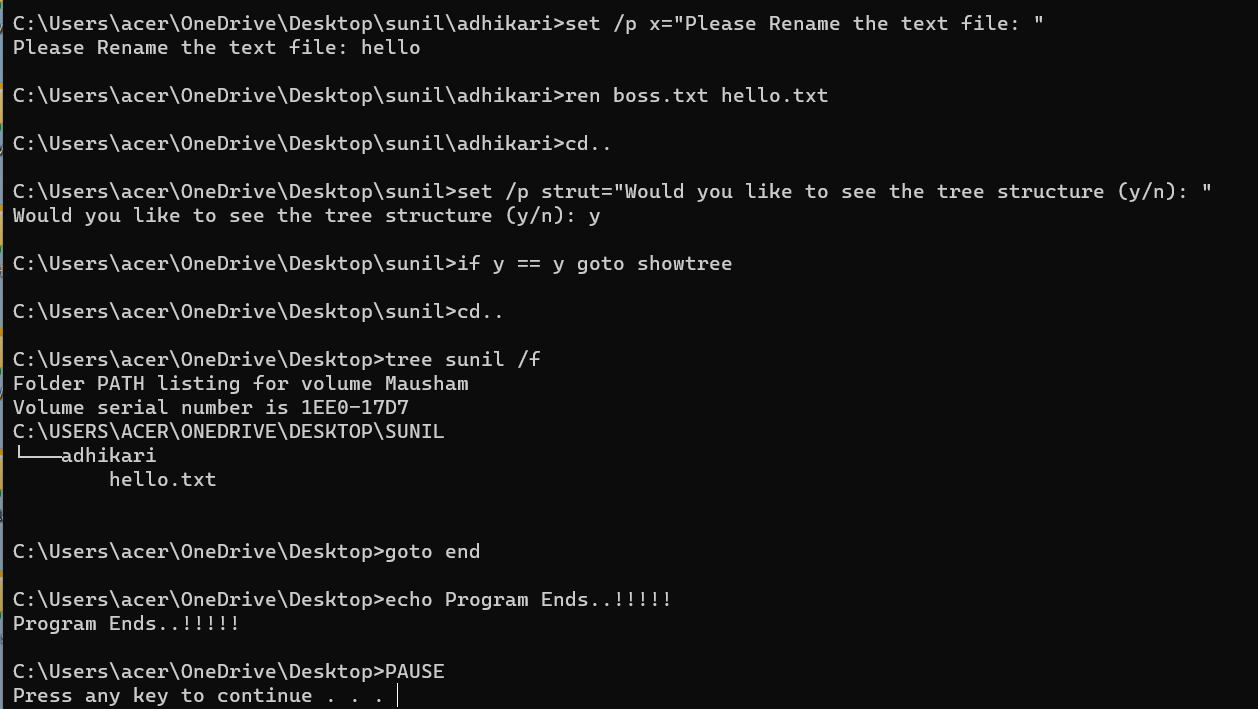 C:\Users\acer\OneDrive\Desktop\sunil\adhikari>set /p x="Please Rename the text file: "
Please Rename the text file: hello
C:\Users\acer\OneDrive\Desktop\sunil\adhikari>ren boss.txt hello.txt
C:\Users\acer\OneDrive\Desktop\sunil\adhikari>cd..
C:\Users\acer\OneDrive\Desktop\sunil>set /p strut="Would you like to see the tree structure (y/n): "
Would you like to see the tree structure (y/n): y
C:\Users\acer\OneDrive\Desktop\sunil>if y == y goto showtree
C:\Users\acer\OneDrive\Desktop\sunil>cd..
C:\Users\acer\OneDrive\Desktop>tree sunil /f
Folder PATH listing for volume Mausham
Volume serial number is 1EE0-17D7
C:\USERS\ACER\ONEDRIVE\DESKTOP\SUNIL
└───adhikari
        hello.txt
C:\Users\acer\OneDrive\Desktop>goto end
C:\Users\acer\OneDrive\Desktop>echo Program Ends..!!!!!
Program Ends..!!!!!
C:\Users\acer\OneDrive\Desktop>PAUSE
Press any key to continue . . .